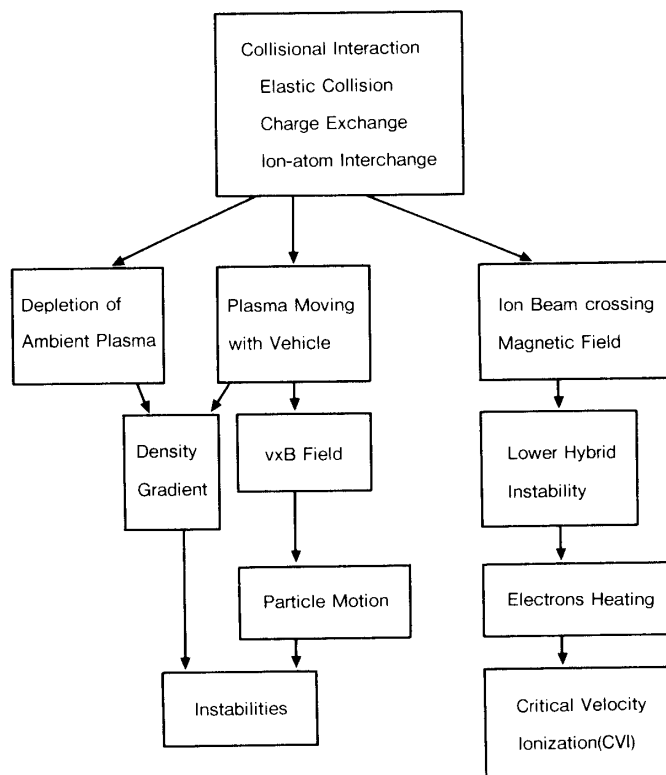 Collisional Interaction
Elastic Collision
Charge Exchange
Ion-atom Interchange
Depletion of
Ambient Plasma
Plasma Moving
with Vehicle
Ion Beam crossing
Magnetic Field
Density
Gradient
vxB Field
Lower Hybrid
Instability
Particle Motion
Electrons Heating
Instabilities
Critical Velocity
Ionization(CVI)